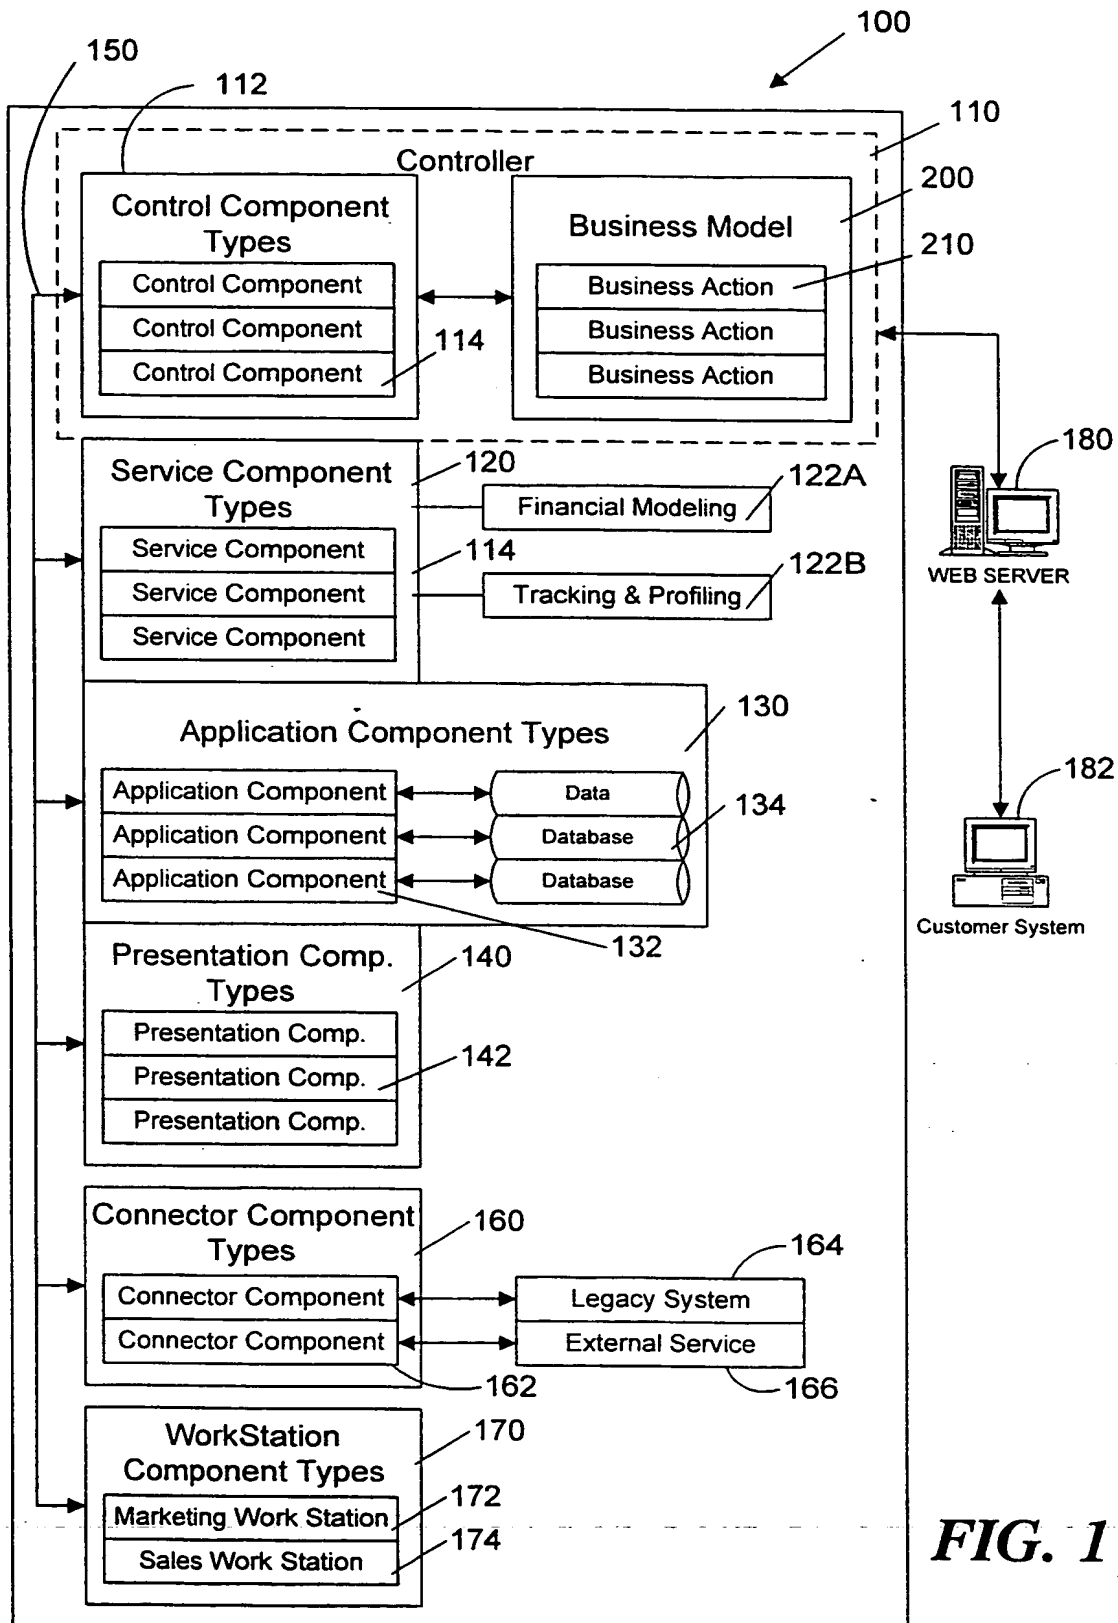 100
150
112
110
Controller
200
Control Component
Types
Business Model
210
Control Component
Control Component
Control Component
114
Business Action
Business Action
Business Action
180
WEB SERVER
Service Component
Types
120
122A
Financial Modeling
Service Component
Service Component
Service Component
114
122B
Tracking & Profiling
130
Application Component Types
Application Component
Data
134
Application Component
Database
Application Component
Database
132
182
Customer System
Presentation Comp.
Types
140
Presentation Comp.
Presentation Comp.
Presentation Comp.
142
Connector Component
Types
160
164
Connector Component
Legacy System
Connector Component
External Service
162
166
WorkStation
Component Types
170
Marketing Work Station
172
Sales Work Station
174
FIG. 1